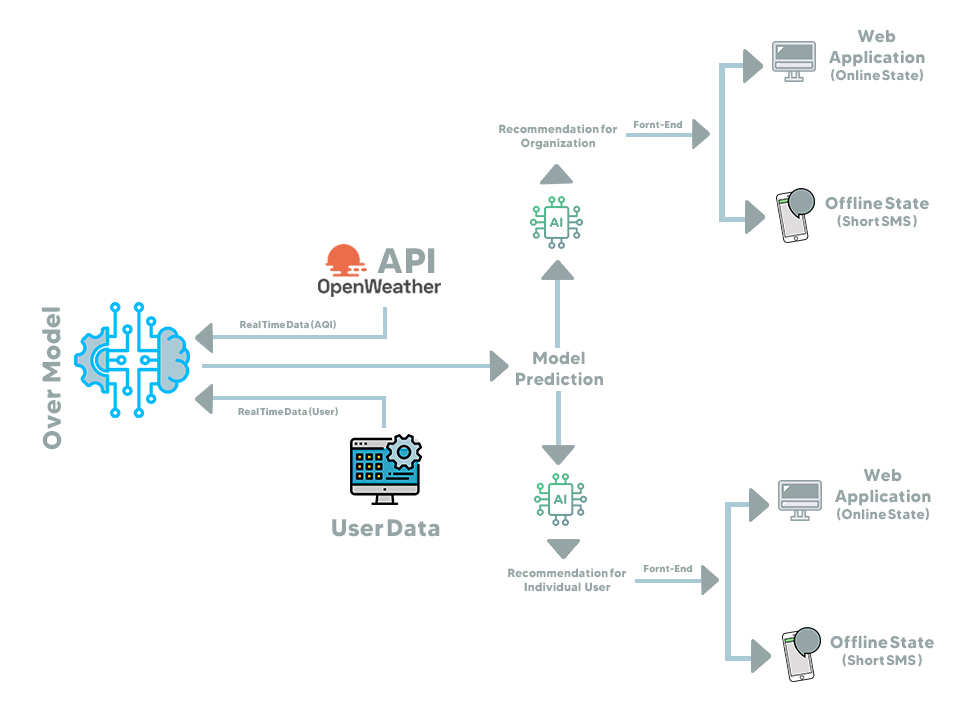 Web
Application
(Online State)
Recommendation for
Organization
Fornt-End
AI
Offline State
(Short SMS )
API
OpenWeather
Over Model
Real Time Data (AQI)
Model
Prediction
Real Time Data (User)
User Data
AI
Recommendation for
Individual User
Fornt-End
Web
Application
(Online State)
Offline State
(Short SMS )